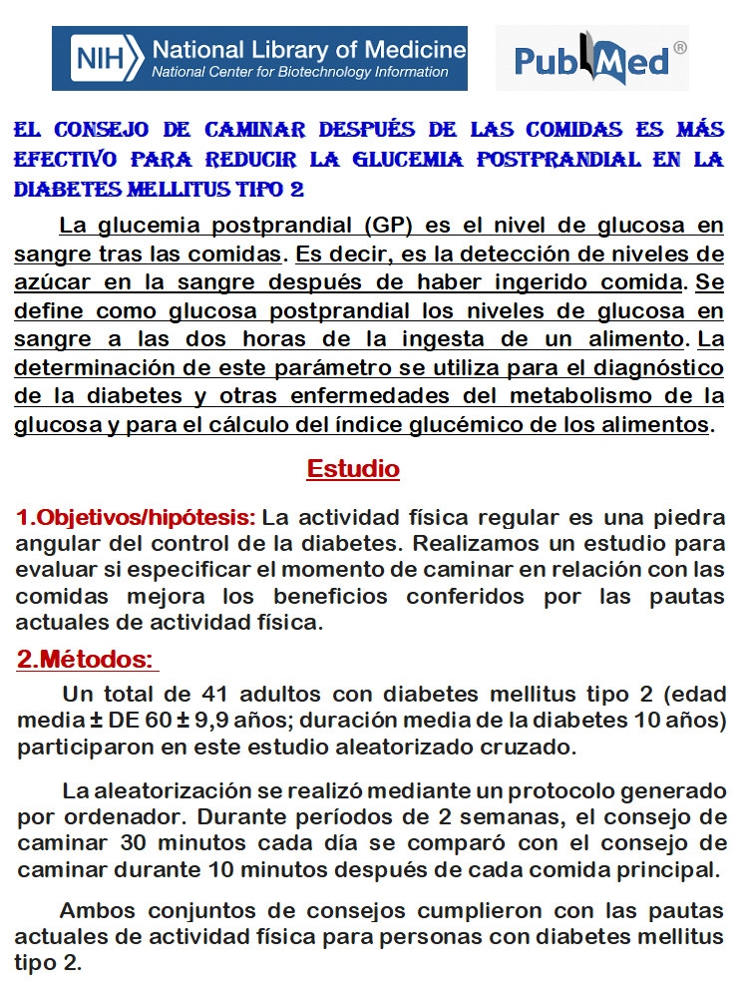 NIH National Library of Medicine
National Center for Biotechnology Information
PubMed®
EL CONSEJO DE CAMINAR DESPUÉS DE LAS COMIDAS ES MÁS
EFECTIVO PARA REDUCIR LA GLUCEMIA POSTPRANDIAL EN LA
DIABETES MELLITUS TIPO 2
La glucemia postprandial (GP) es el nivel de glucosa en
sangre tras las comidas. Es decir, es la detección de niveles de
azúcar en la sangre después de haber ingerido comida. Se
define como glucosa postprandial los niveles de glucosa en
sangre a las dos horas de la ingesta de un alimento. La
determinación de este parámetro se utiliza para el diagnóstico
de la diabetes y otras enfermedades del metabolismo de la
glucosa y para el cálculo del índice glucémico de los alimentos.
Estudio
1.Objetivos/hipótesis: La actividad física regular es una piedra
angular del control de la diabetes. Realizamos un estudio para
evaluar si especificar el momento de caminar en relación con las
comidas mejora los beneficios conferidos por las pautas
actuales de actividad física.
2.Métodos:
Un total de 41 adultos con diabetes mellitus tipo 2 (edad
media ± DE 60 ± 9,9 años; duración media de la diabetes 10 años)
participaron en este estudio aleatorizado cruzado.
La aleatorización se realizó mediante un protocolo generado
por ordenador. Durante períodos de 2 semanas, el consejo de
caminar 30 minutos cada día se comparó con el consejo de
caminar durante 10 minutos después de cada comida principal.
Ambos conjuntos de consejos cumplieron con las pautas
actuales de actividad física para personas con diabetes mellitus
tipo 2.